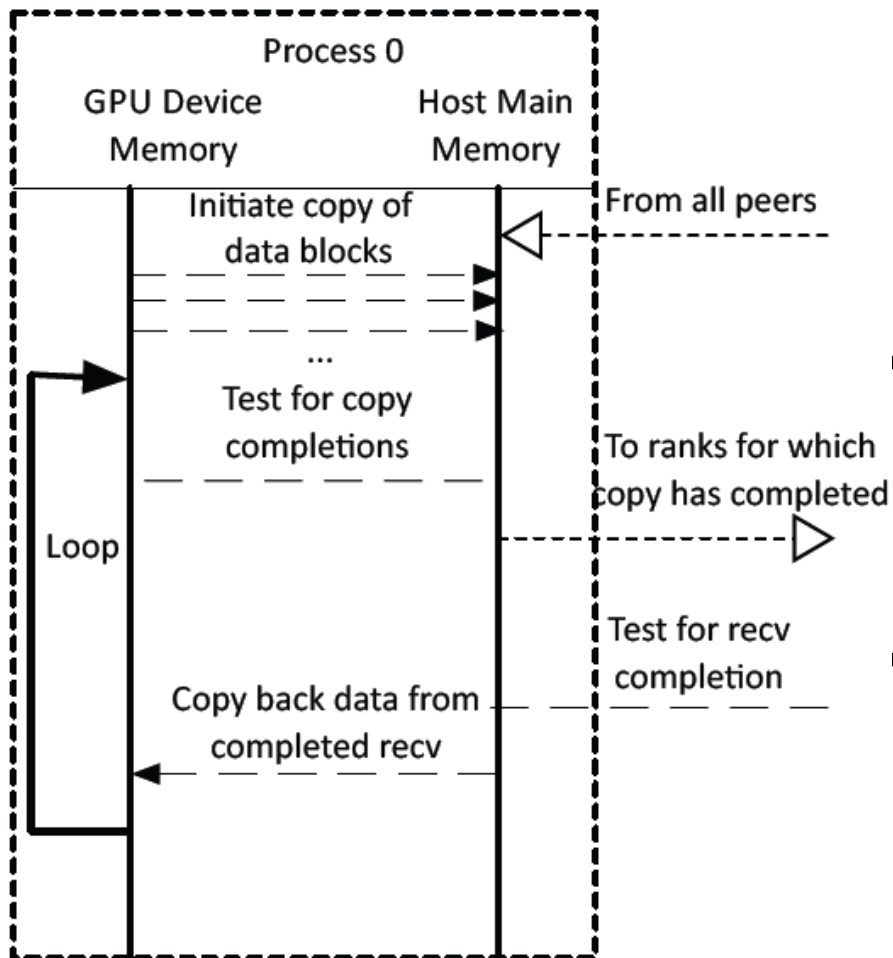 Process 0
GPU Device
Memory
Host Main
Memory
Initiate copy of
data blocks
From all peers
...
Test for copy
completions
To ranks for which
copy has completed
Loop
Test for recv
completion
Copy back data from
completed recv